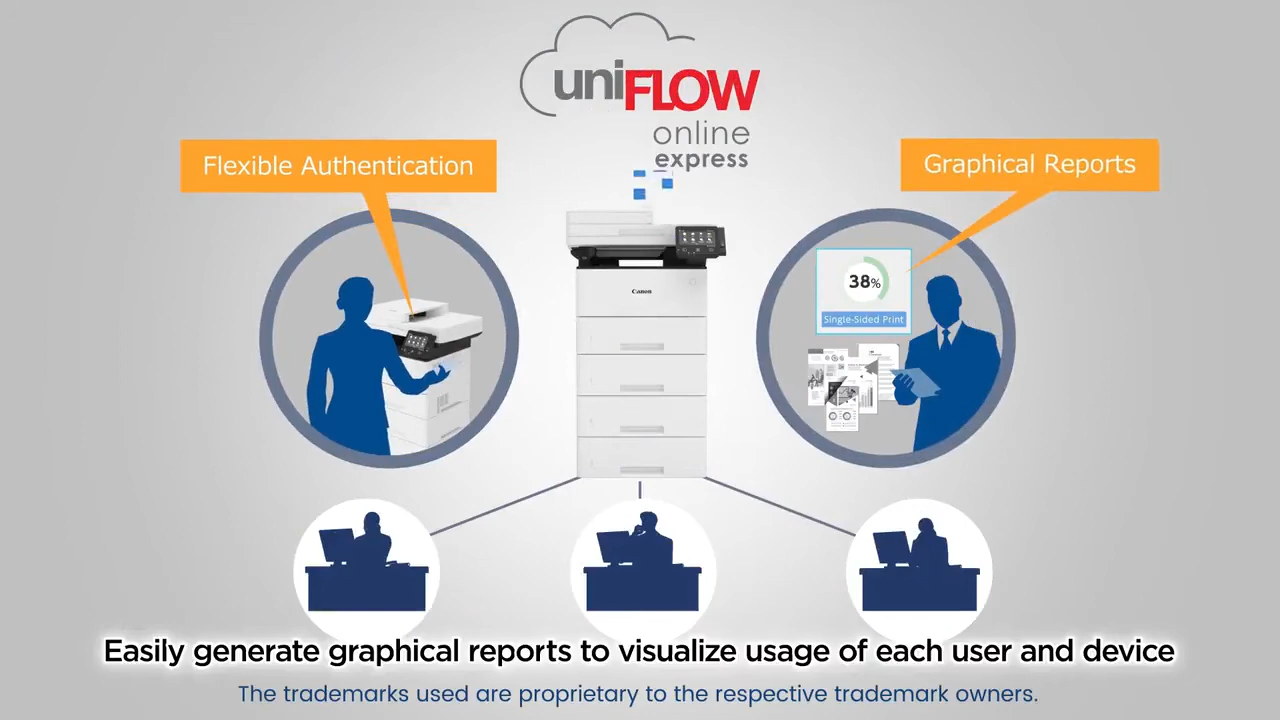 uniFLOW
online
express
Flexible Authentication
Graphical Reports
38%
Single-Sided Print
Canon
Easily generate graphical reports to visualize usage of each user and device
The trademarks used are proprietary to the respective trademark owners.